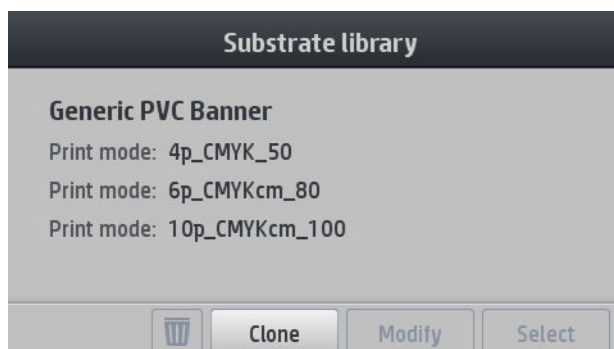 Substrate library
Generic PVC Banner
Print mode: 4p_CMYK_50
Print mode: 6p_CMYKcm_80
Print mode: 10p_CMYKcm_100
Clone Modify Select